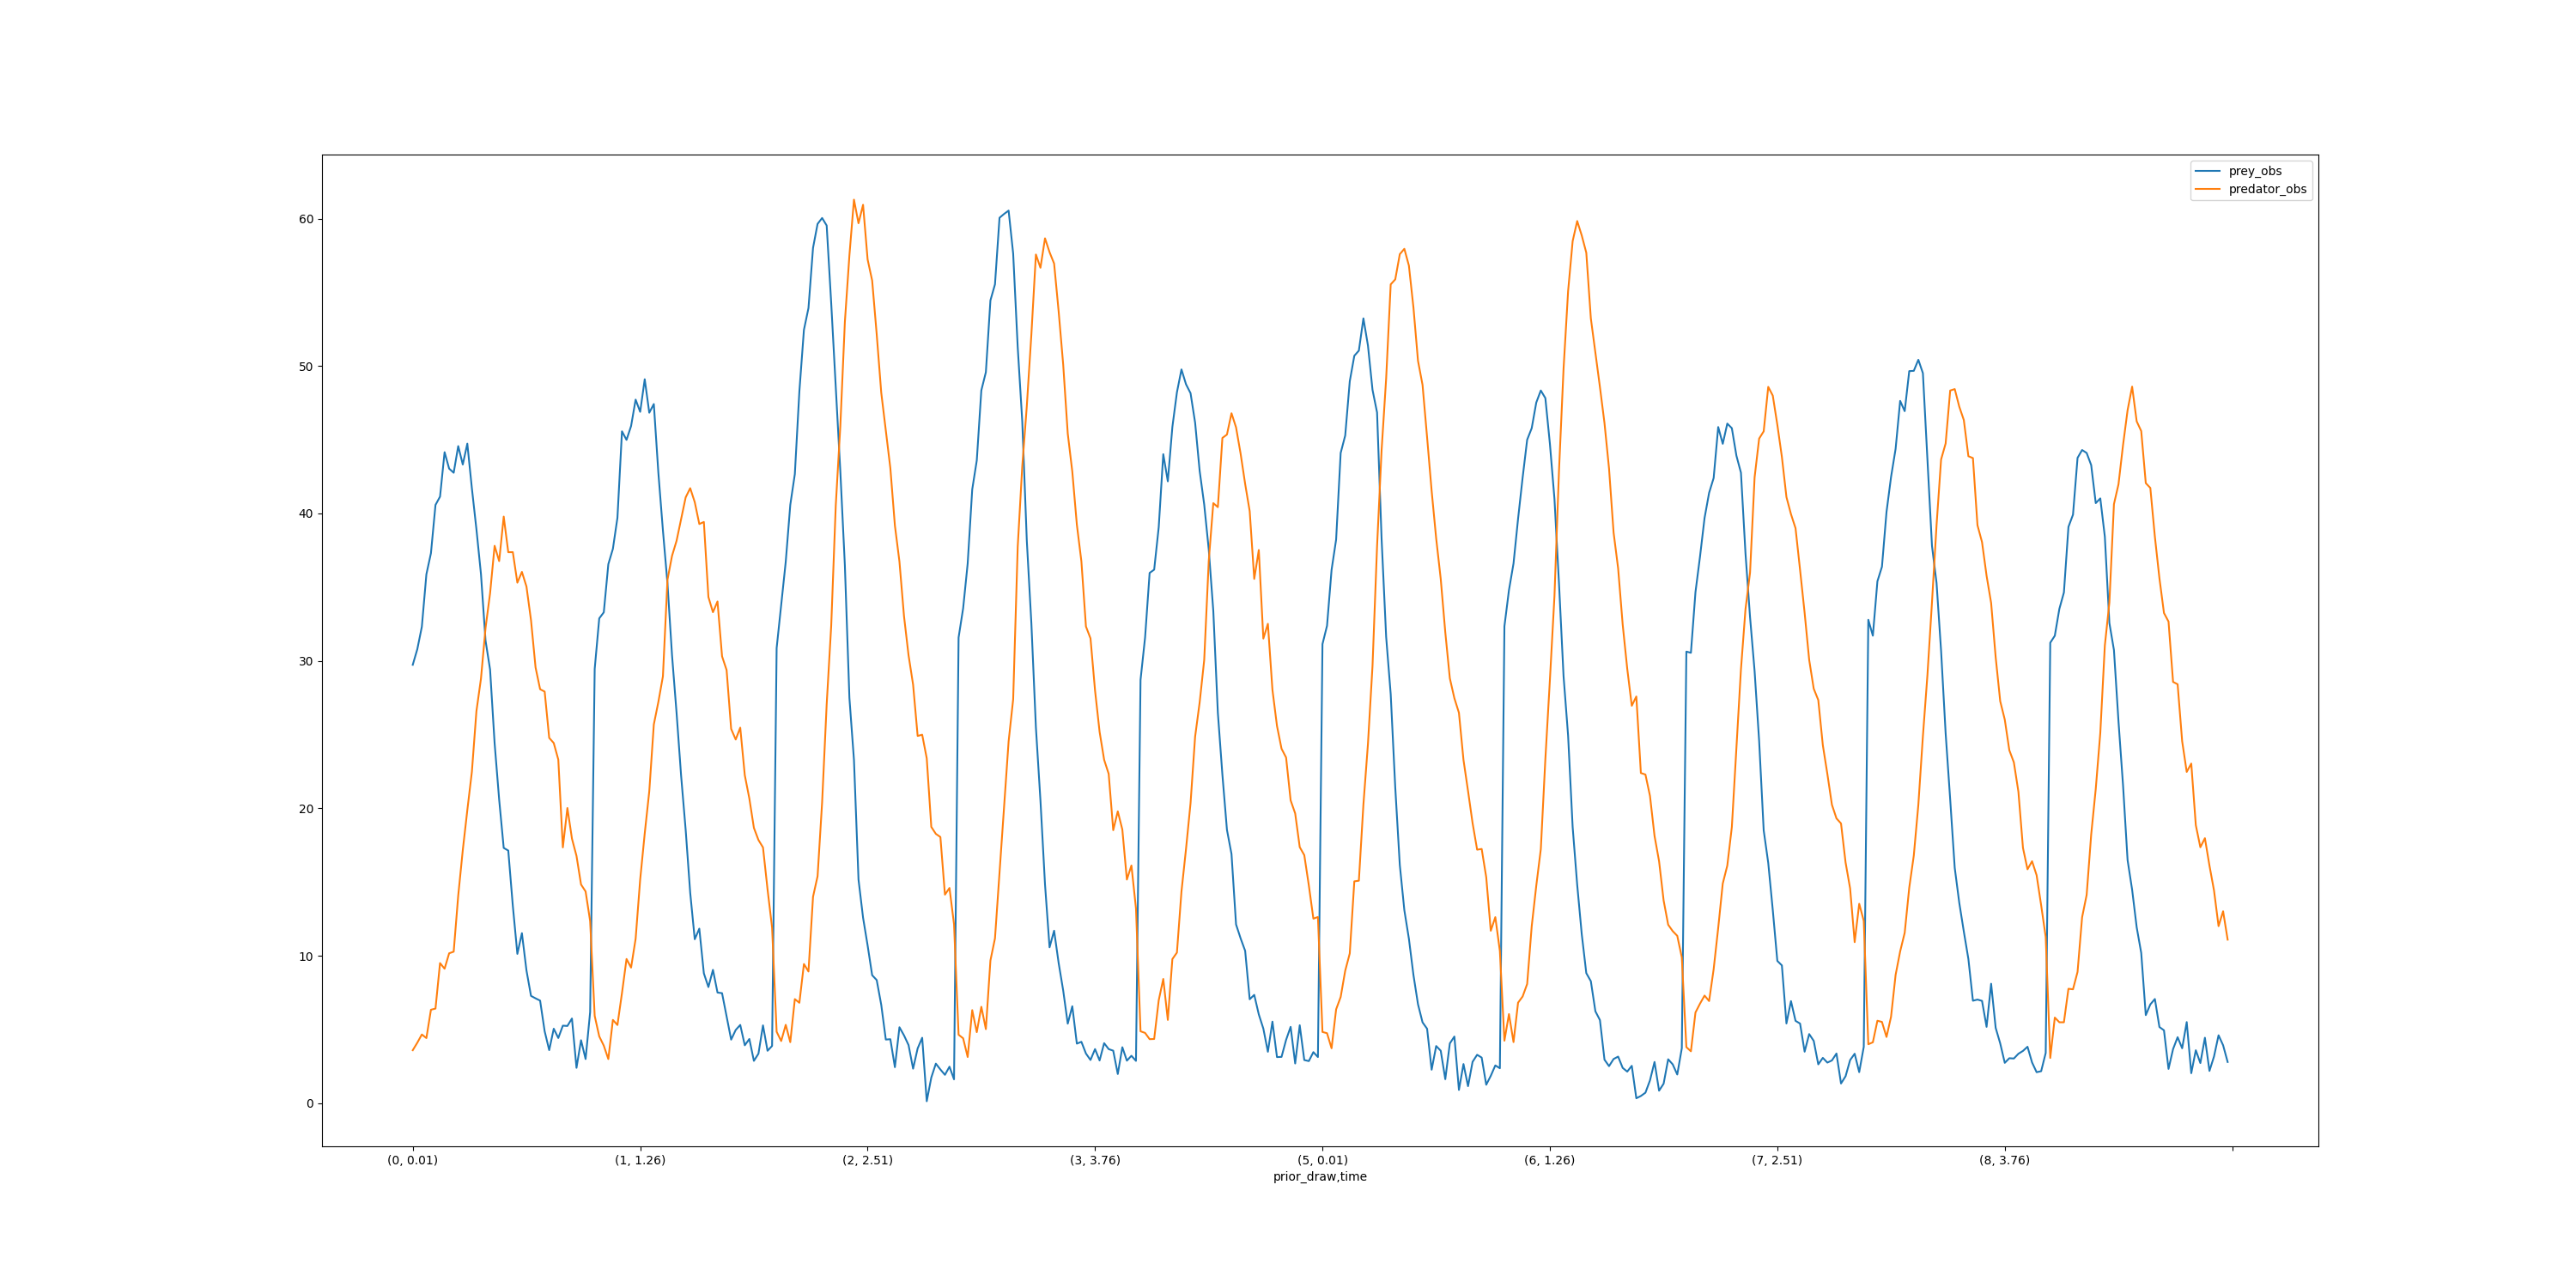 prey_obs
predator_obs
60
50
40
30
20
10
0
(0, 0.01) (1, 1.26) (2, 2.51) (3, 3.76) (5, 0.01) (6, 1.26) (7, 2.51) (8, 3.76)
prior_draw,time